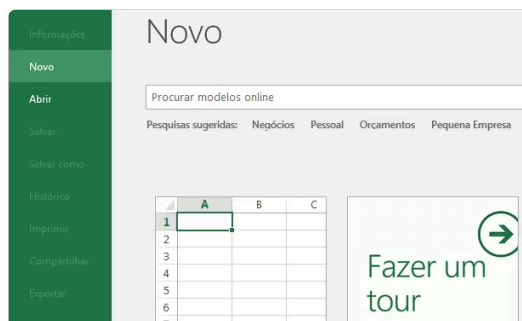 Informações
Novo
Abrir
Salvar
Salvar como
Histórico
Imprimir
Compartilhar
Exportar
Novo
Procurar modelos online
Pesquisas sugeridas: Negócios Pessoal Orçamentos Pequena Empresa
A B C
1
2
3
4
5
6
Fazer um
tour